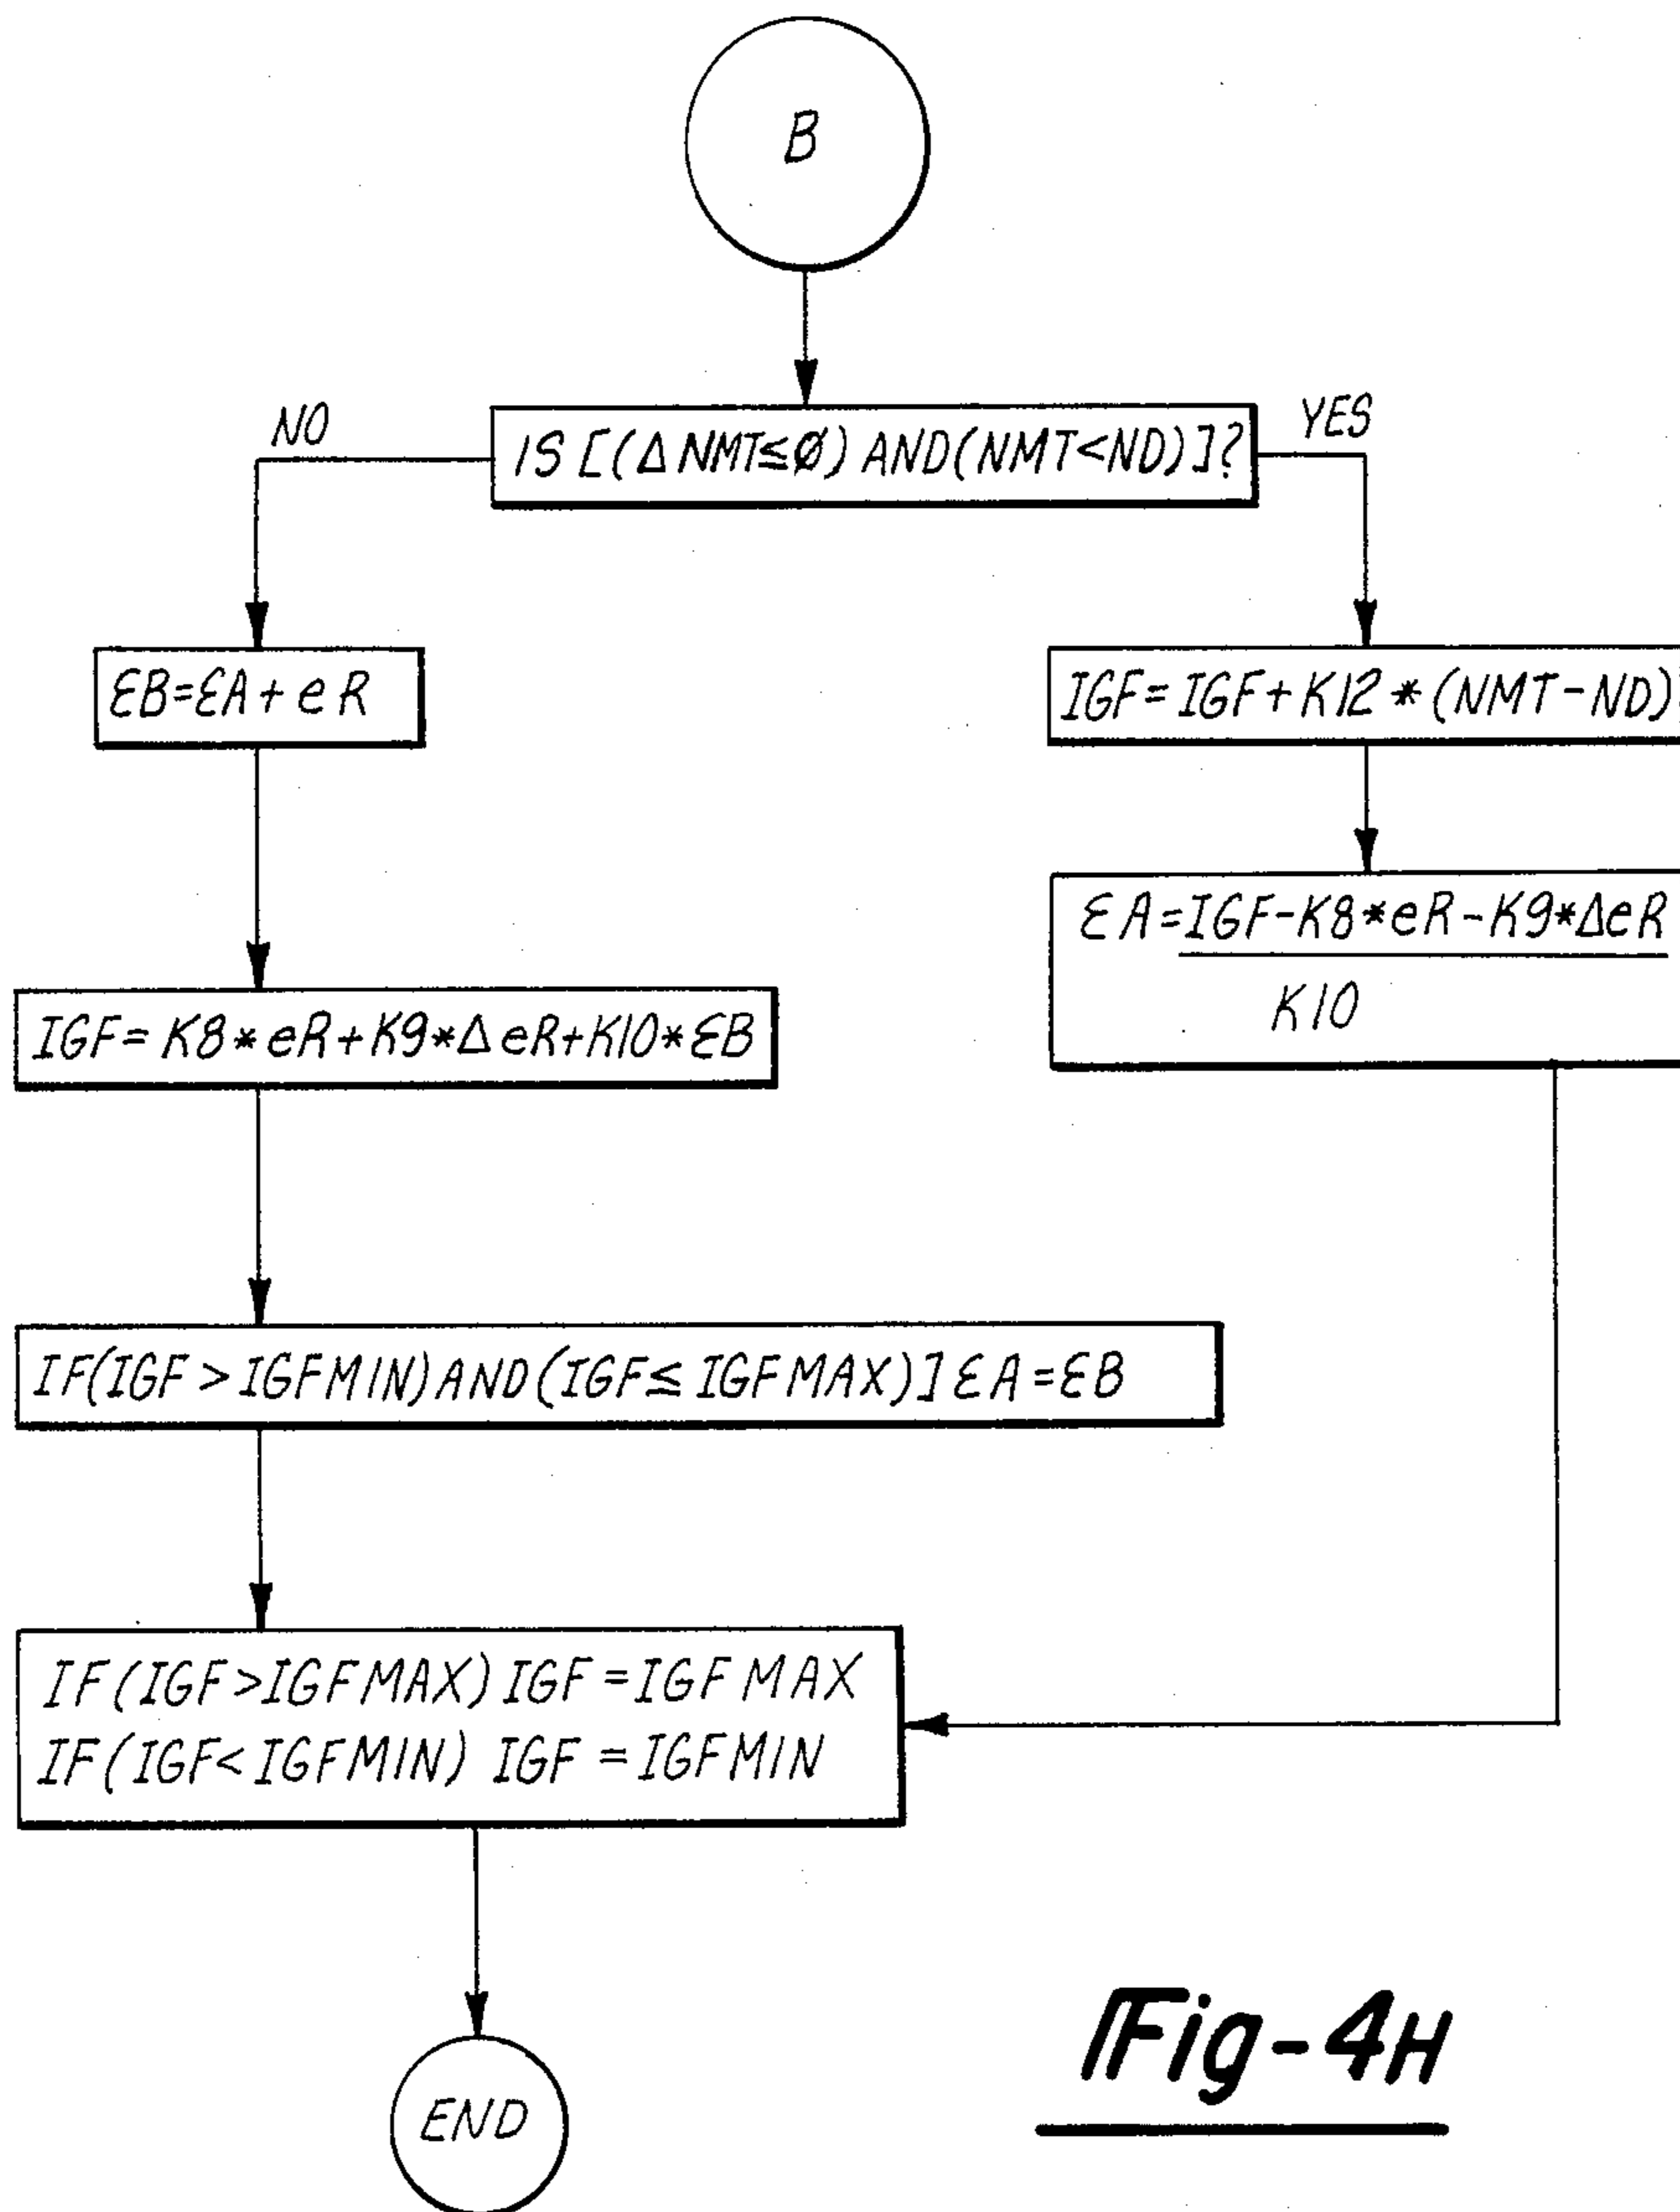 B
IS [(Δ NMT≦Ø) AND (NMT<ND)]?
NO
YES
ƐB=ƐA+eR
IGF=IGF+K12*(NMT-ND)
IGF=K8*eR+K9*ΔeR+K10*ƐB
ƐA=IGF-K8*eR-K9*ΔeR
K10
IF(IGF>IGFMIN)AND(IGF≦IGFMAX)]ƐA=ƐB
IF(IGF>IGFMAX)IGF=IGFMAX
IF(IGF<IGFMIN) IGF=IGFMIN
END
Fig-4H